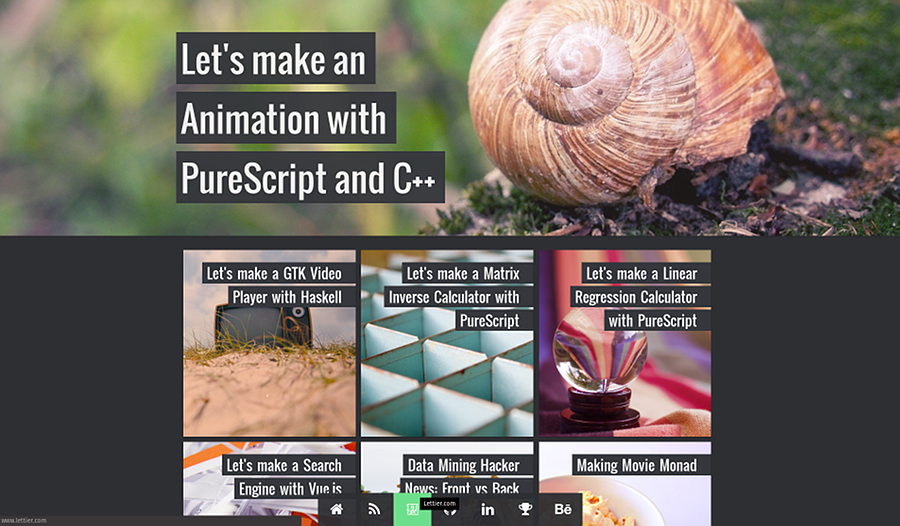 Let's make an
Animation with
PureScript and C++
Let's make a GTK Video
Player with Haskell
Let's make a Matrix
Inverse Calculator with
PureScript
Let's make a Linear
Regression Calculator
with PureScript
Let's make a Search
Engine with Vue.js
Data Mining Hacker
News: Front vs Back
Making Movie Monad
Lettier.com
in
Bē
www.lettier.com